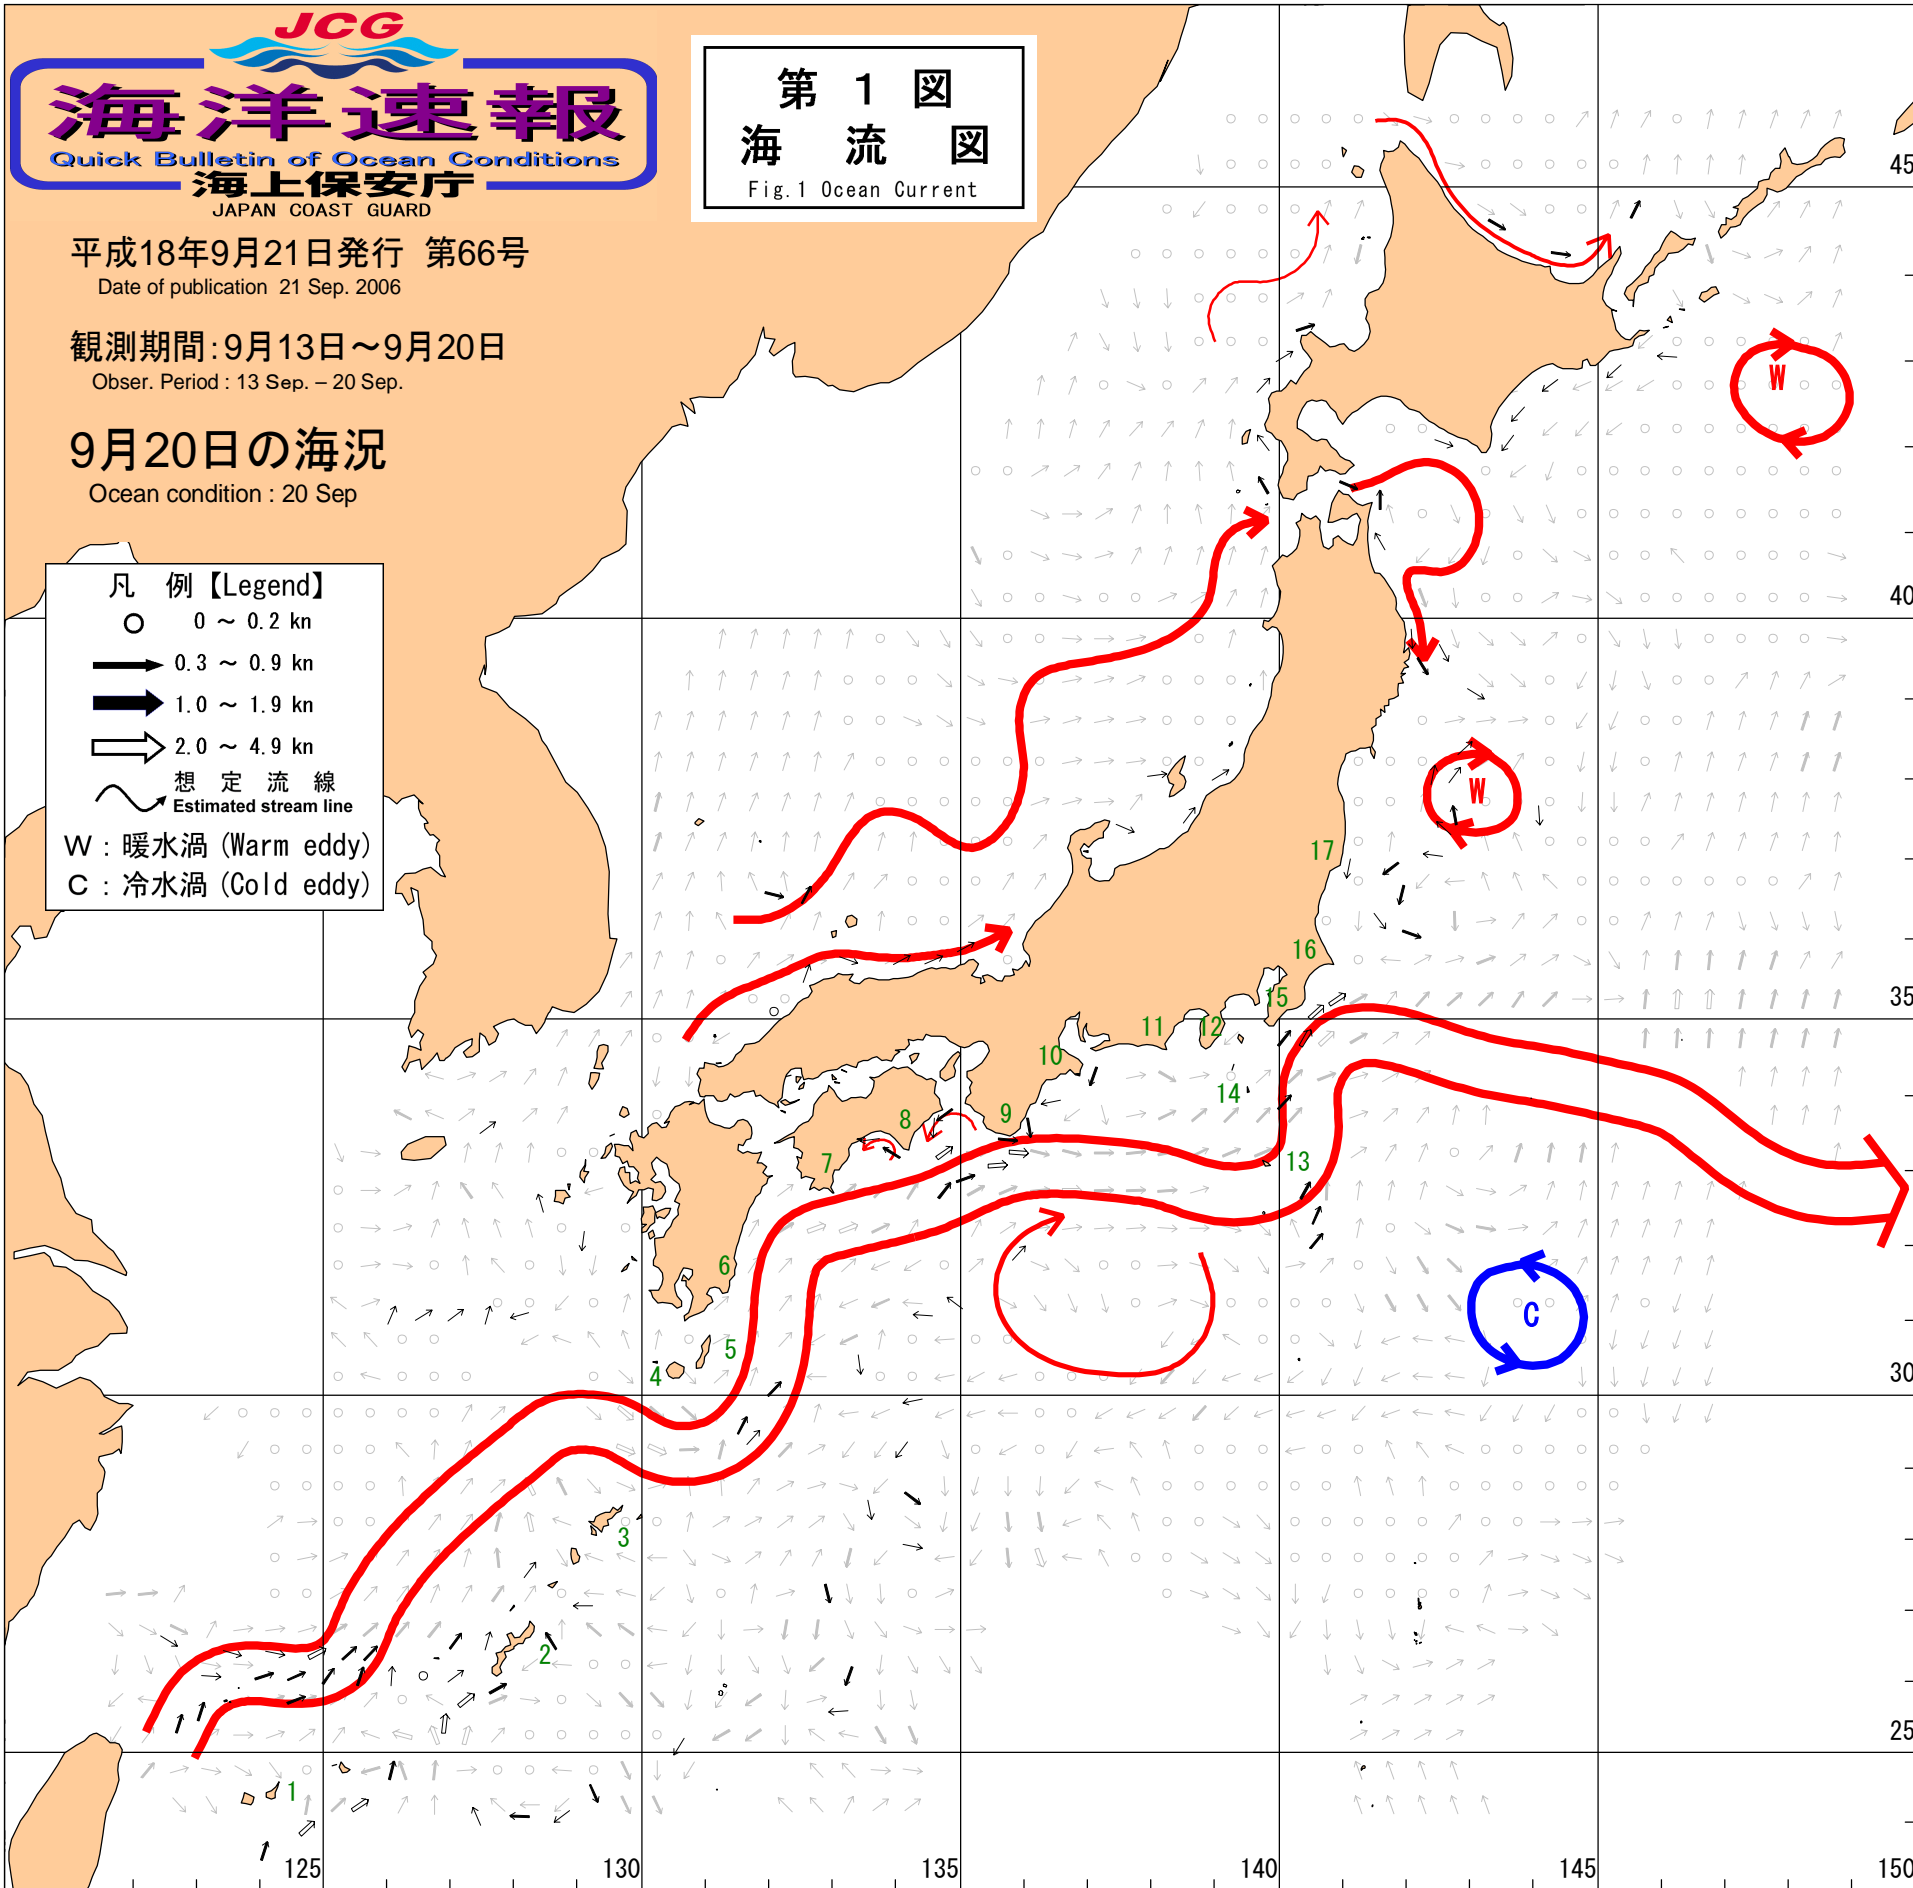 JCG
海洋速報
Quick Bulletin of Ocean Conditions
海上保安庁
JAPAN COAST GUARD
平成18年9月21日発行 第66号
Date of publication 21 Sep. 2006
観測期間:9月13日～9月20日
Obser. Period : 13 Sep. – 20 Sep.
9月20日の海況
Ocean condition : 20 Sep
第 1 図
海 流 図
Fig.1 Ocean Current
凡 例【Legend】
0 ～ 0.2 kn
0.3 ～ 0.9 kn
1.0 ～ 1.9 kn
2.0 ～ 4.9 kn
想 定 流 線
Estimated stream line
W : 暖水渦 (Warm eddy)
C : 冷水渦 (Cold eddy)
45
W
40
W
17
16
35
15
12
11
10
14
9
8
13
7
6
C
5
4
30
3
2
25
1
125
130
135
140
145
150